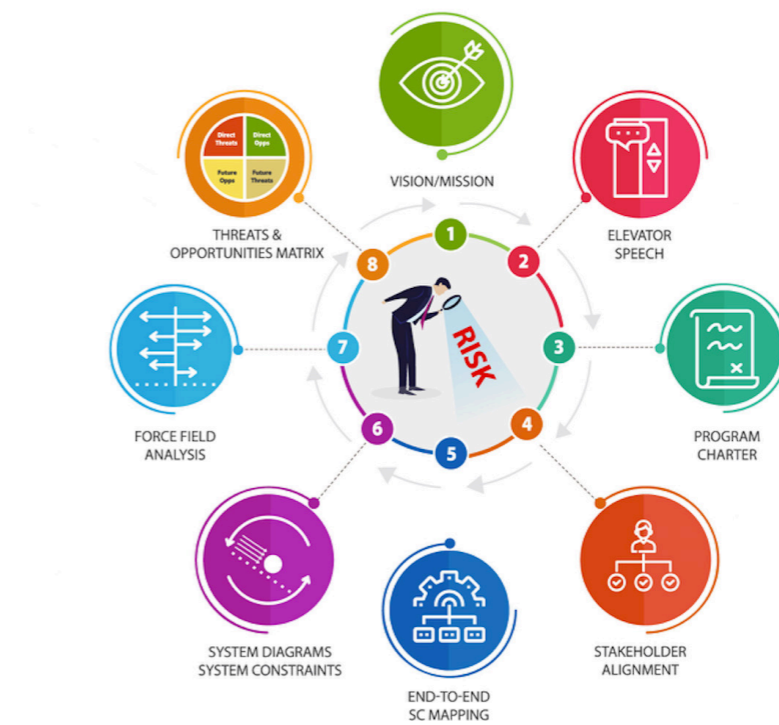 VISION/MISSION
ELEVATOR
SPEECH
PROGRAM
CHARTER
STAKEHOLDER
ALIGNMENT
END-TO-END
SC MAPPING
SYSTEM DIAGRAMS
SYSTEM CONSTRAINTS
FORCE FIELD
ANALYSIS
Direct
Threats
Direct
Opps
Future
Opps
Future
Threats
THREATS &
OPPORTUNITIES MATRIX
1
2
3
4
5
6
7
8
RISK